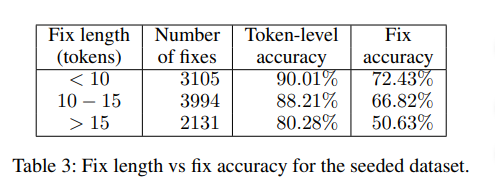 Fix length Number Token-level Fix
(tokens) of fixes accuracy accuracy
< 10 3105 90.01% 72.43%
10 – 15 3994 88.21% 66.82%
> 15 2131 80.28% 50.63%
Table 3: Fix length vs fix accuracy for the seeded dataset.